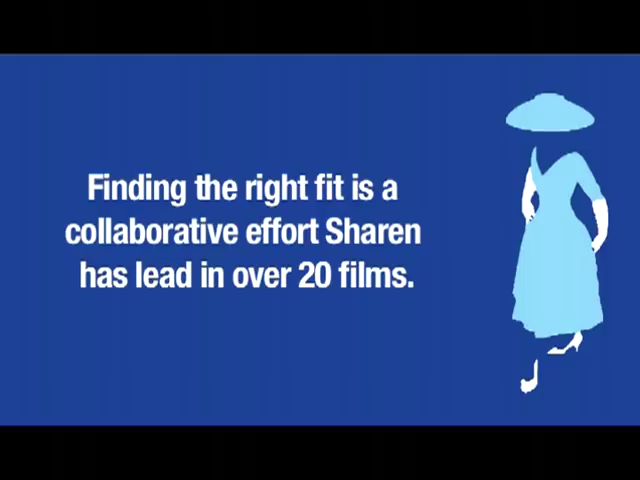 Finding the right fit is a
collaborative effort Sharen
has lead in over 20 films.